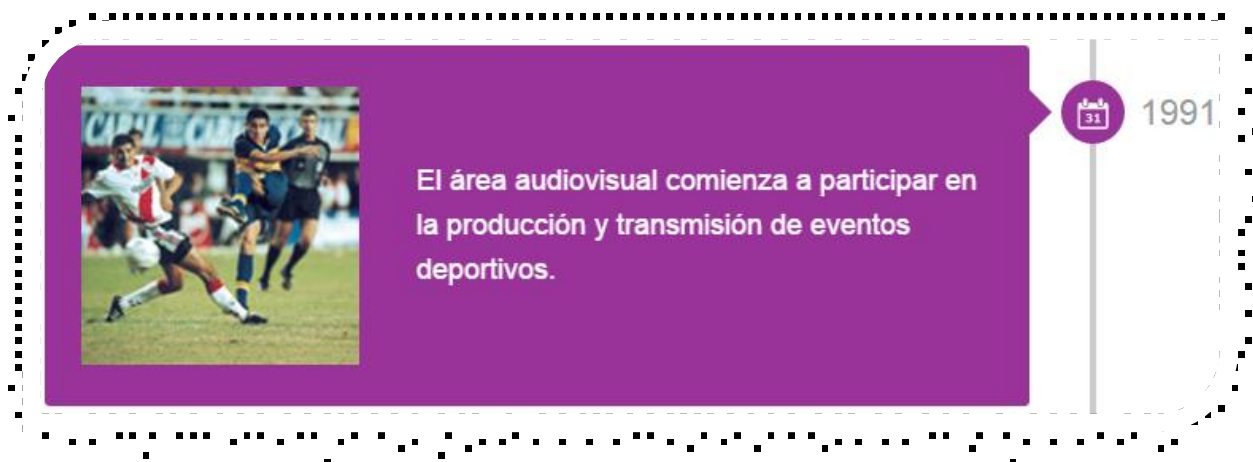 El área audiovisual comienza a participar en
la producción y transmisión de eventos
deportivos.
31
1991